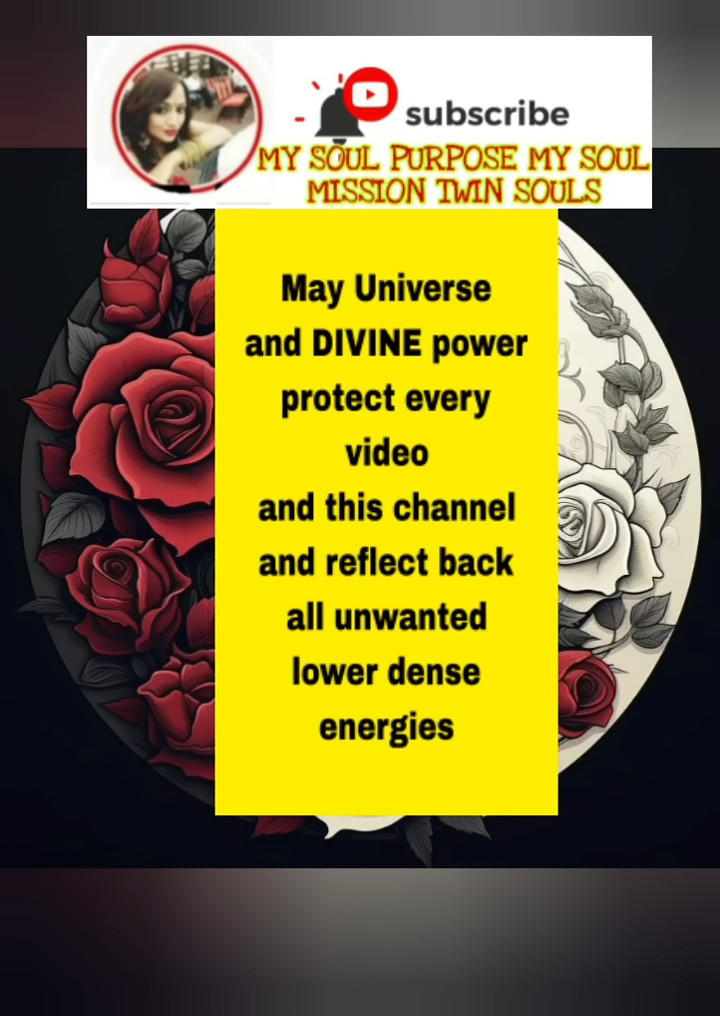 subscribe
MY SOUL PURPOSE MY SOUL
MISSION TWIN SOULS
May Universe
and DIVINE power
protect every
video
and this channel
and reflect back
all unwanted
lower dense
energies